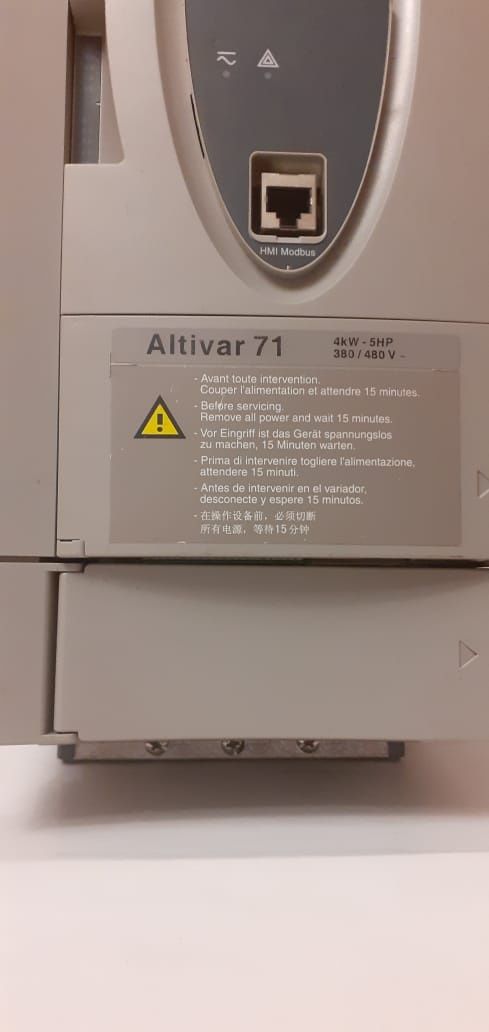 HMI Modbus
Altivar 71
4kW - 5HP
380 / 480 V ~
- Avant toute intervention.
Couper l'alimentation et attendre 15 minutes.
- Before servicing.
Remove all power and wait 15 minutes.
- Vor Eingriff ist das Gerät spannungslos
zu machen, 15 Minuten warten.
- Prima di intervenire togliere l'alimentazione,
attendere 15 minuti.
- Antes de intervenir en el variador,
desconecte y espere 15 minutos.
- 在操作设备前，必须切断
所有电源，等待15分钟